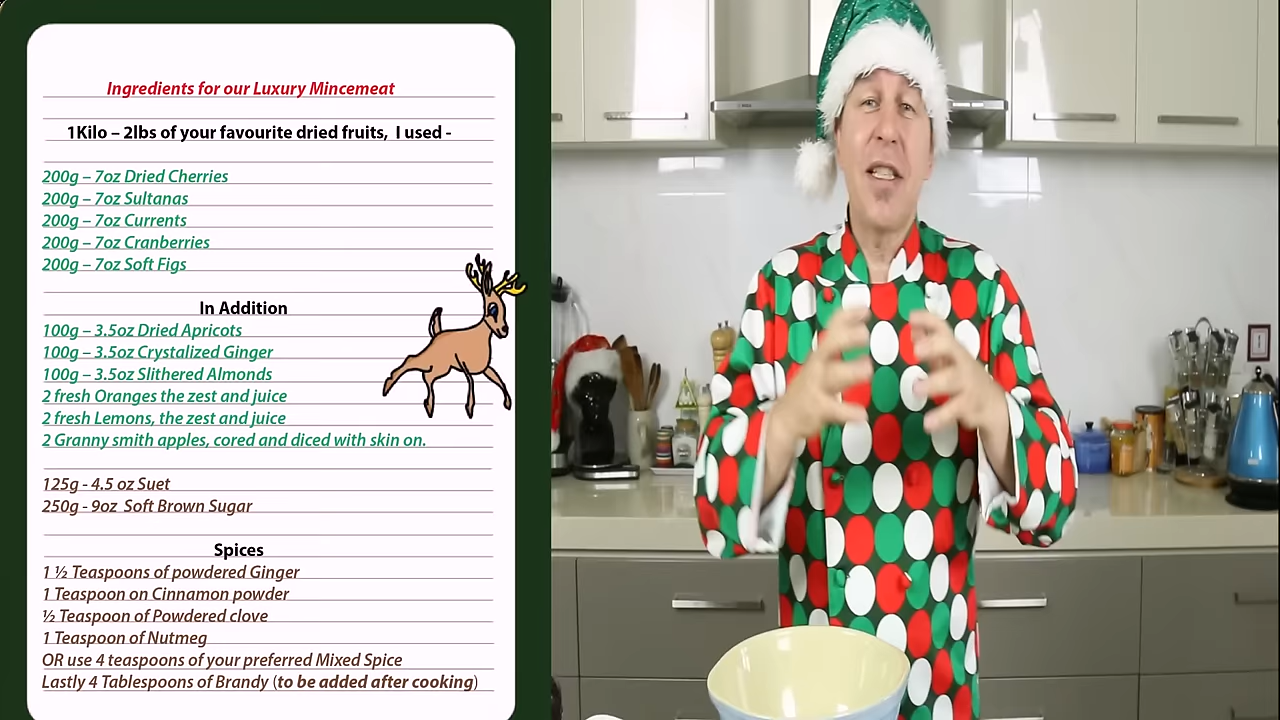 Ingredients for our Luxury Mincemeat
1Kilo – 2lbs of your favourite dried fruits, I used -
200g – 7oz Dried Cherries
200g – 7oz Sultanas
200g – 7oz Currents
200g – 7oz Cranberries
200g – 7oz Soft Figs
In Addition
100g – 3.5oz Dried Apricots
100g – 3.5oz Crystalized Ginger
100g – 3.5oz Slithered Almonds
2 fresh Oranges the zest and juice
2 fresh Lemons, the zest and juice
2 Granny smith apples, cored and diced with skin on.
125g - 4.5 oz Suet
250g - 9oz Soft Brown Sugar
Spices
1 ½ Teaspoons of powdered Ginger
1 Teaspoon on Cinnamon powder
½ Teaspoon of Powdered clove
1 Teaspoon of Nutmeg
OR use 4 teaspoons of your preferred Mixed Spice
Lastly 4 Tablespoons of Brandy (to be added after cooking)